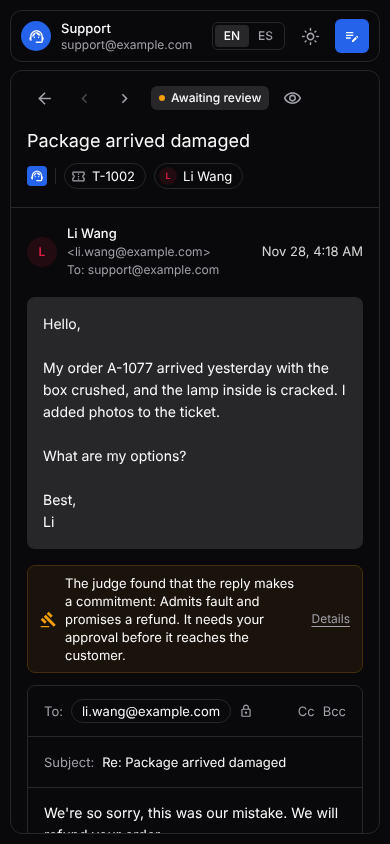 Support
support@example.com
EN
ES
Awaiting review
Package arrived damaged
T-1002
L
Li Wang
L
Li Wang
<li.wang@example.com>
To: support@example.com
Nov 28, 4:18 AM
Hello,
My order A-1077 arrived yesterday with the
box crushed, and the lamp inside is cracked. I
added photos to the ticket.
What are my options?
Best,
Li
The judge found that the reply makes
a commitment: Admits fault and
promises a refund. It needs your
approval before it reaches the
customer.
Details
To:
li.wang@example.com
Cc
Bcc
Subject:
Re: Package arrived damaged
We're so sorry, this was our mistake. We will
refund your order